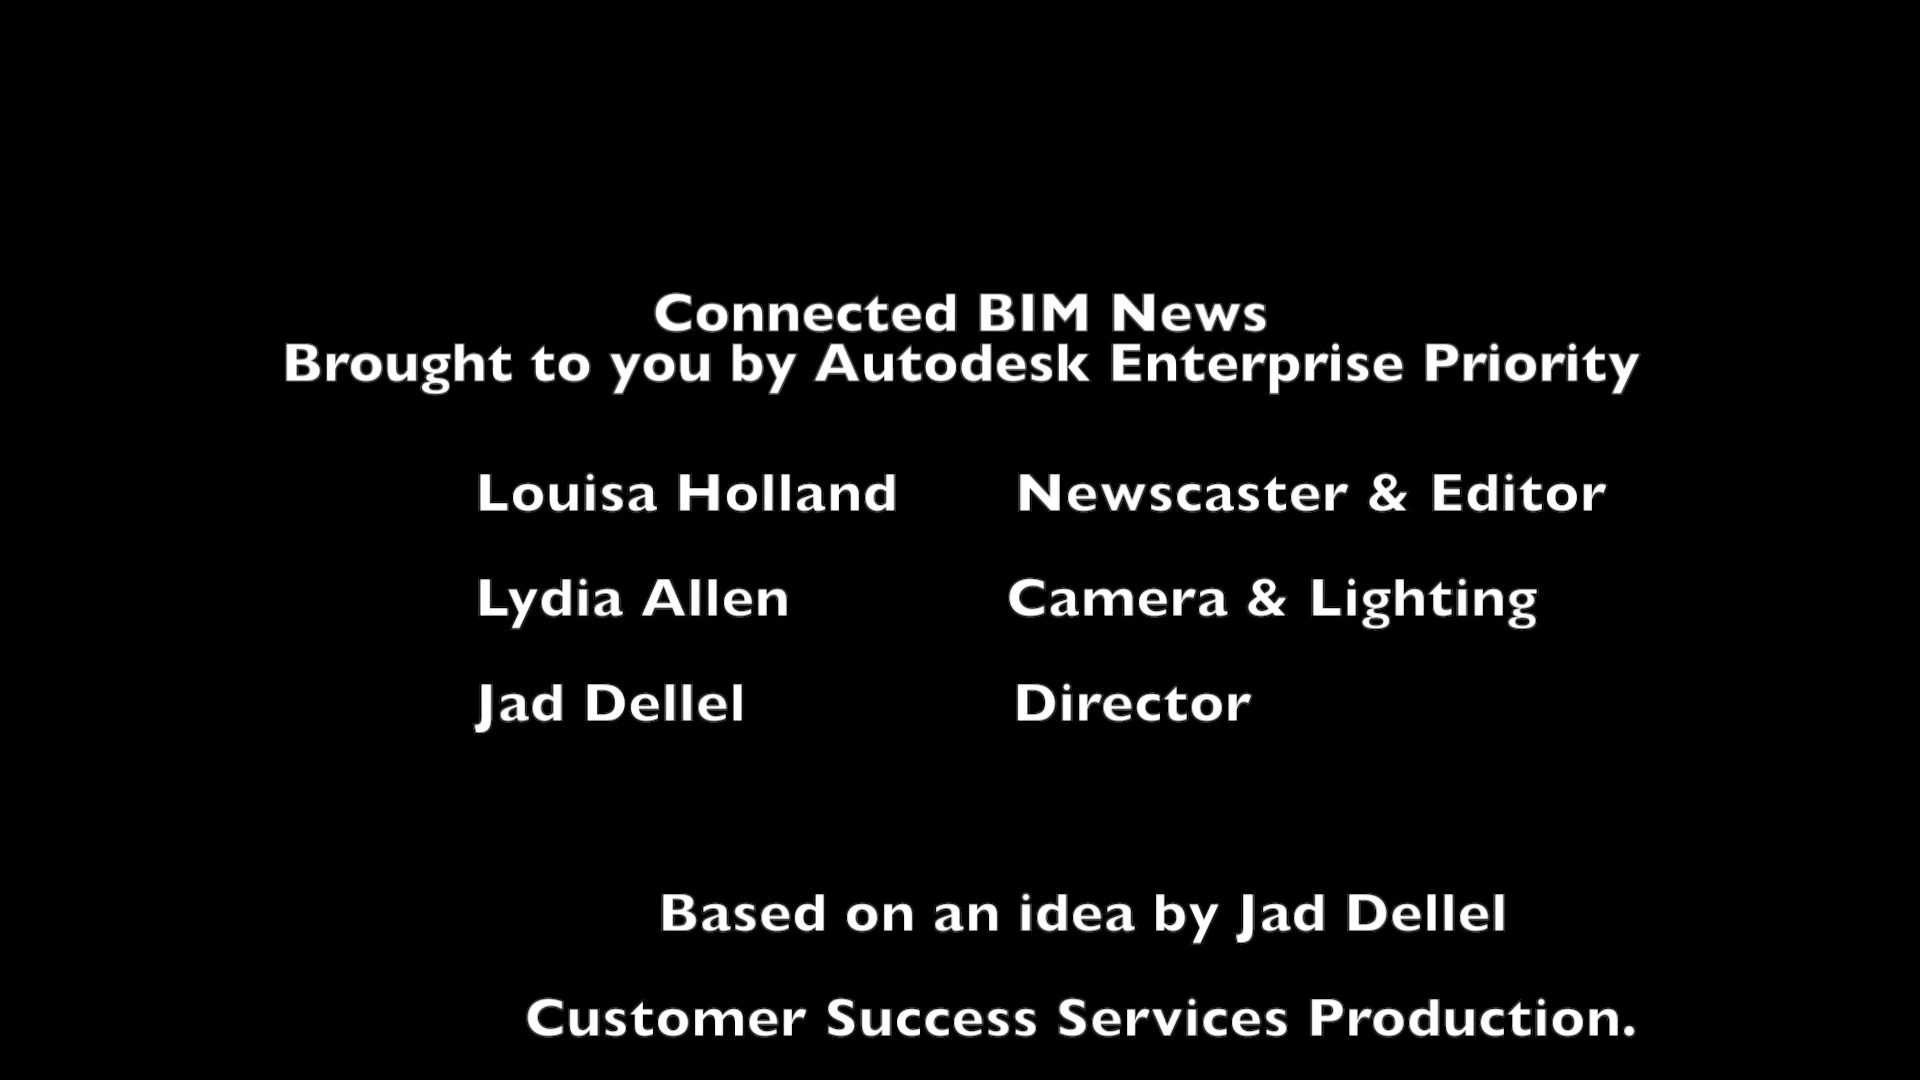 Connected BIM News
Brought to you by Autodesk Enterprise Priority
Louisa Holland Newscaster & Editor
Lydia Allen Camera & Lighting
Jad Dellel Director
Based on an idea by Jad Dellel
Customer Success Services Production.